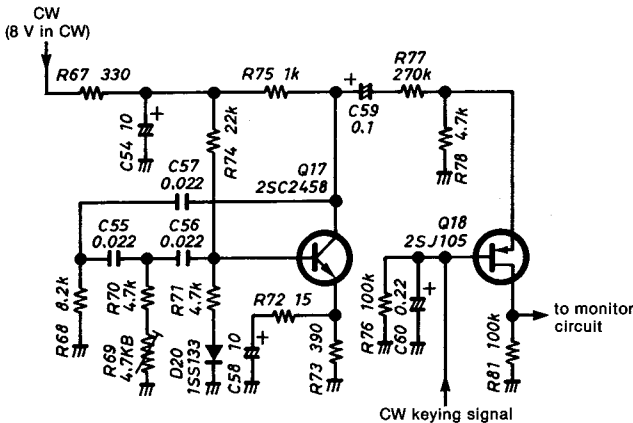 CW
(8 V in CW)
R67 330
R75 1k
R77
270k
C54 10
+
R74 22k
+
C59
0.1
R78 4.7k
C57
0.022
Q17
2SC2458
C55
0.022
C56
0.022
Q18
2SJ105
R68 8.2k
R70 4.7k
R71 4.7k
R72 15
R69
4.7KB
D20
1SS133
C58 10
+
R73 390
R76 100k
C60 0.22
+
R81 100k
to monitor
circuit
CW keying signal